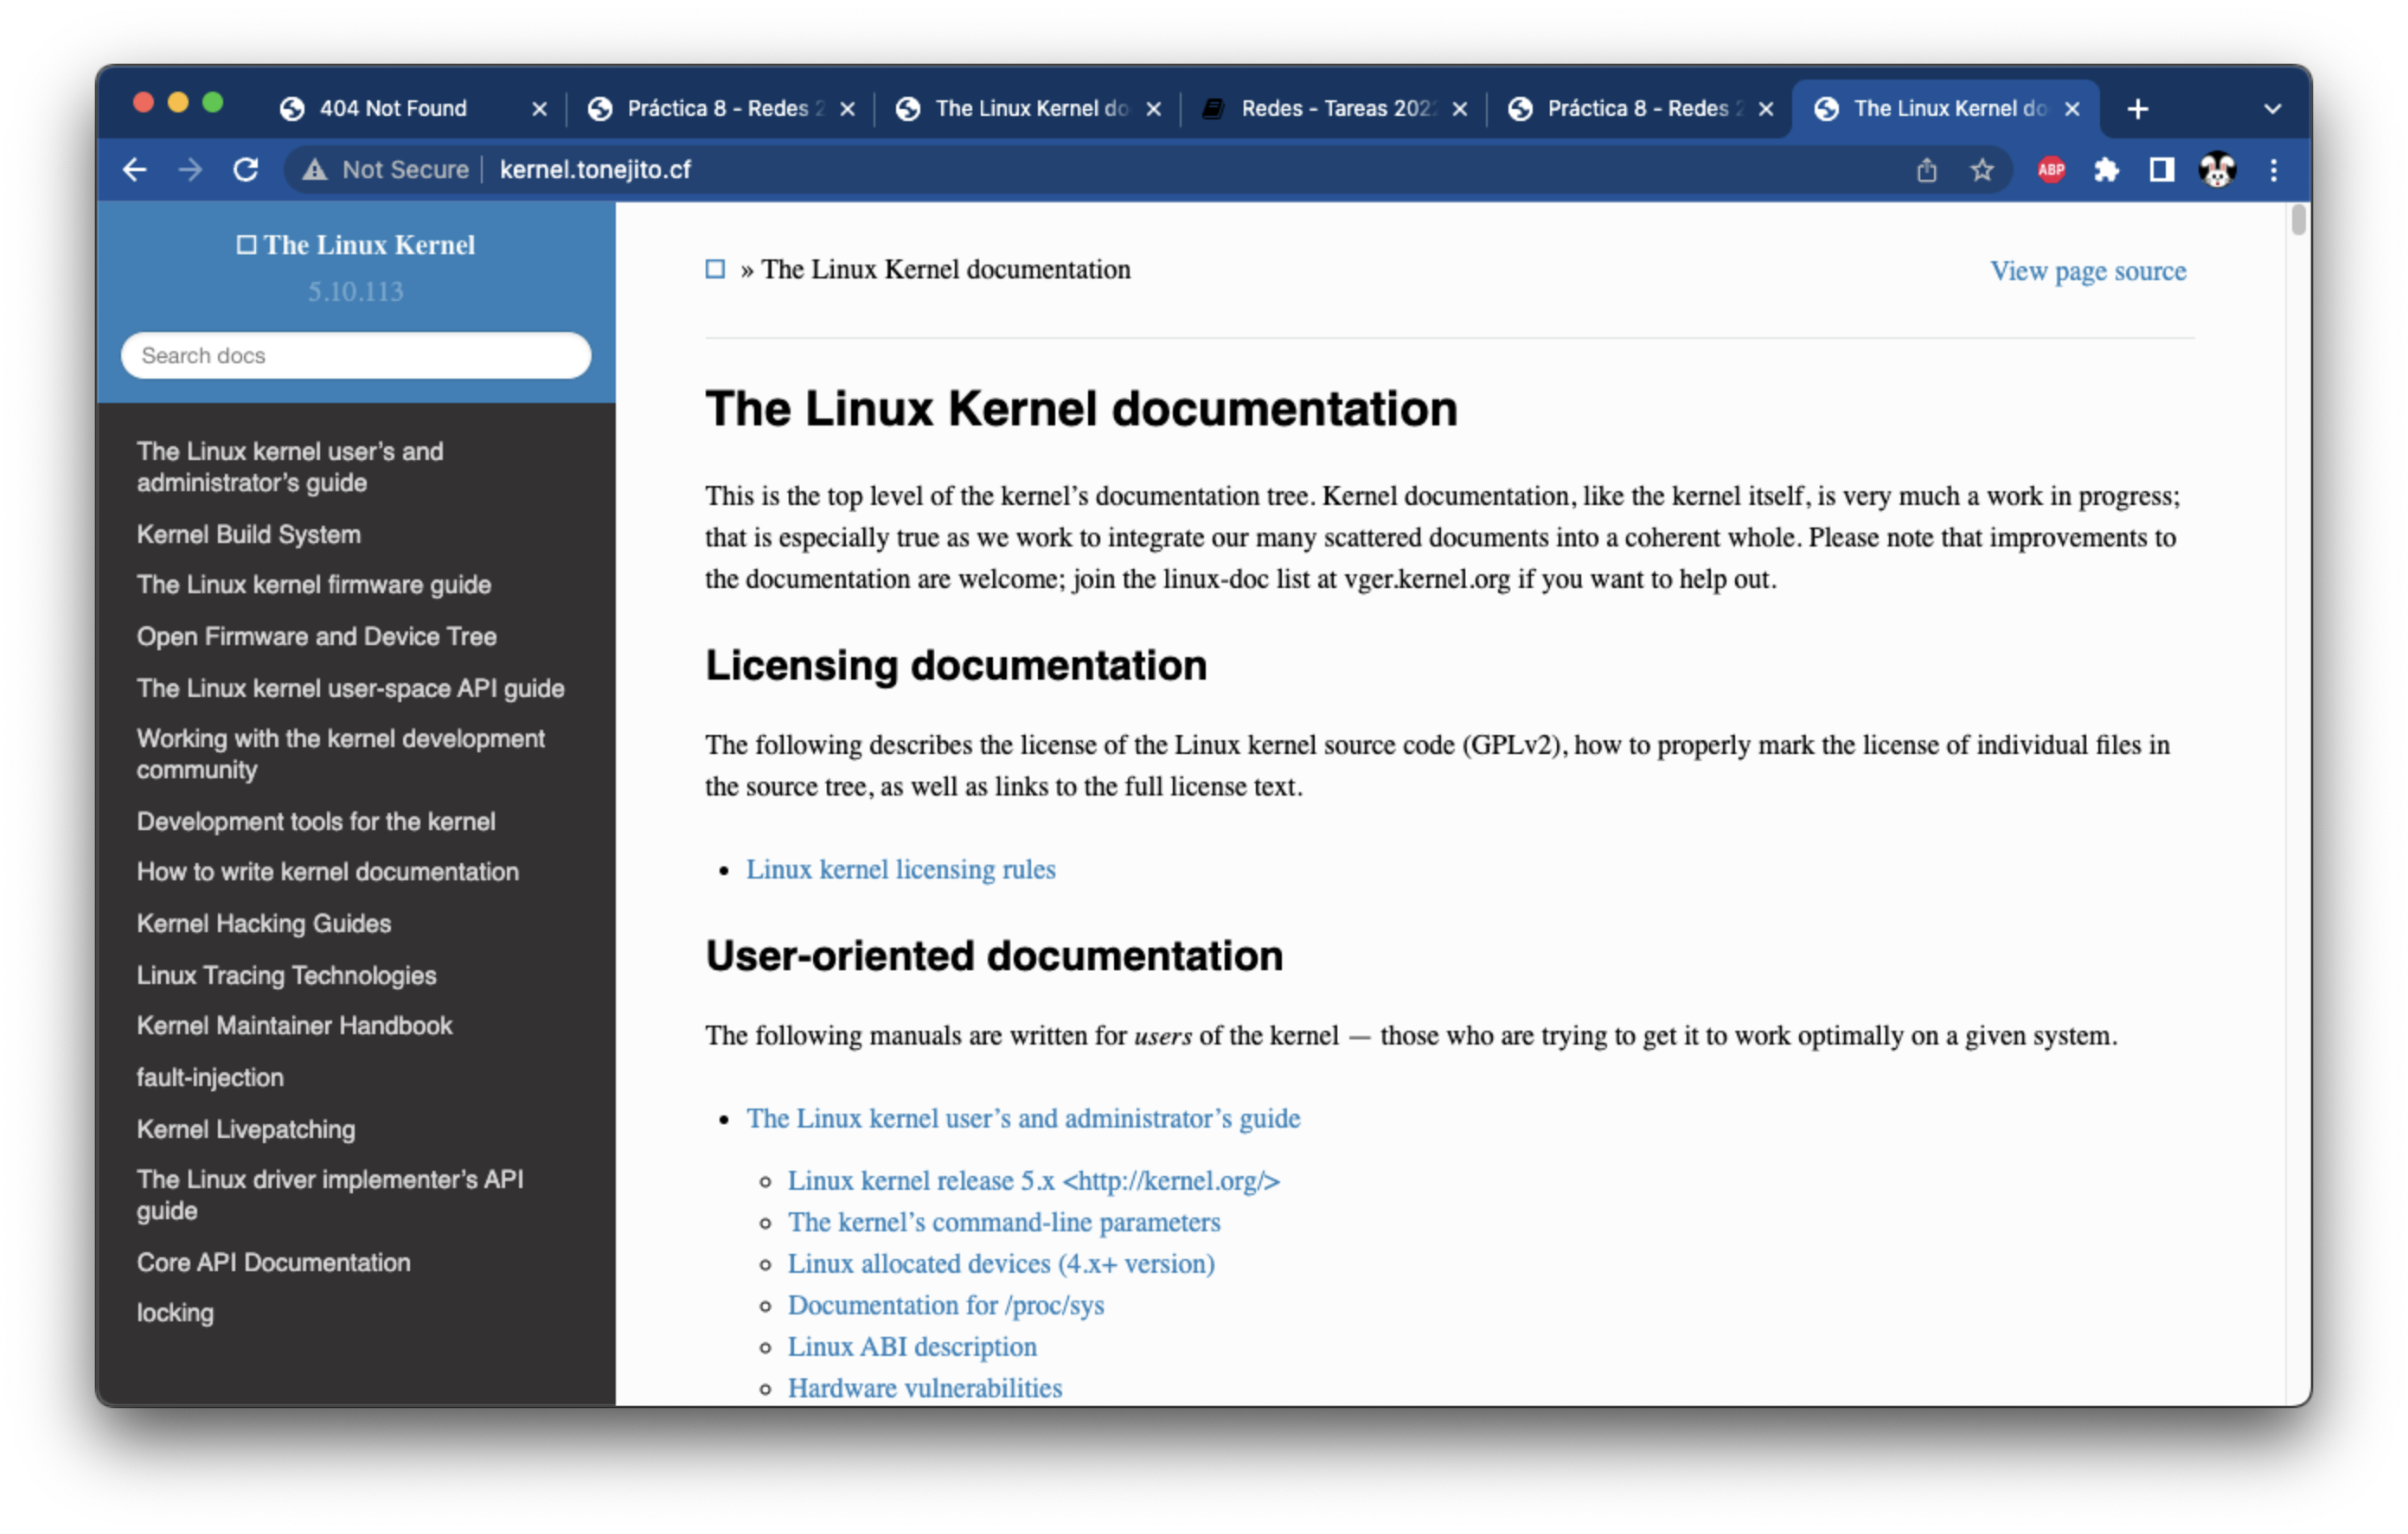 404 Not Found
Práctica 8 - Redes 2
The Linux Kernel do
Redes - Tareas 202
Práctica 8 - Redes 2
The Linux Kernel do
Not Secure kernel.tonejito.cf
ABP
The Linux Kernel
5.10.113
Search docs
The Linux kernel user’s and
administrator’s guide
Kernel Build System
The Linux kernel firmware guide
Open Firmware and Device Tree
The Linux kernel user-space API guide
Working with the kernel development
community
Development tools for the kernel
How to write kernel documentation
Kernel Hacking Guides
Linux Tracing Technologies
Kernel Maintainer Handbook
fault-injection
Kernel Livepatching
The Linux driver implementer’s API
guide
Core API Documentation
locking
» The Linux Kernel documentation
View page source
The Linux Kernel documentation
This is the top level of the kernel’s documentation tree. Kernel documentation, like the kernel itself, is very much a work in progress;
that is especially true as we work to integrate our many scattered documents into a coherent whole. Please note that improvements to
the documentation are welcome; join the linux-doc list at vger.kernel.org if you want to help out.
Licensing documentation
The following describes the license of the Linux kernel source code (GPLv2), how to properly mark the license of individual files in
the source tree, as well as links to the full license text.
• Linux kernel licensing rules
User-oriented documentation
The following manuals are written for users of the kernel — those who are trying to get it to work optimally on a given system.
• The Linux kernel user’s and administrator’s guide
◦ Linux kernel release 5.x <http://kernel.org/>
◦ The kernel’s command-line parameters
◦ Linux allocated devices (4.x+ version)
◦ Documentation for /proc/sys
◦ Linux ABI description
◦ Hardware vulnerabilities